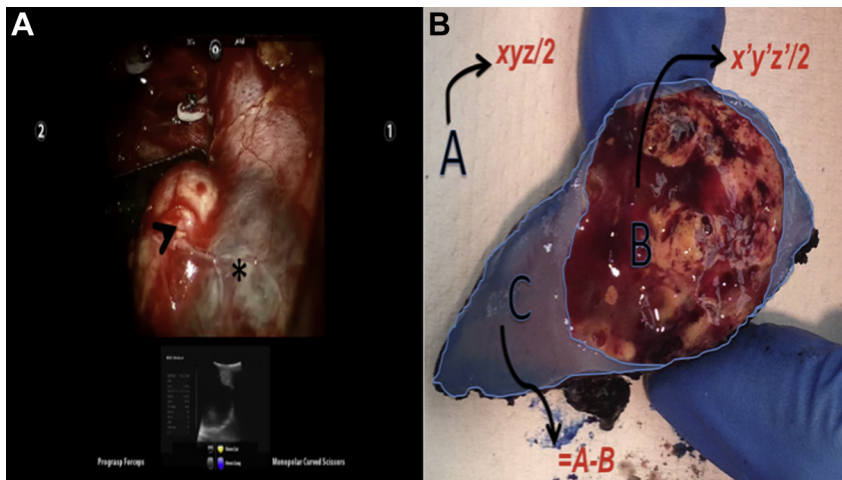 A
2
1
Prograsp Forceps
Monopolar Curved Scissors
*
B
xyz/2
x’y’z’/2
A
B
C
=A-B